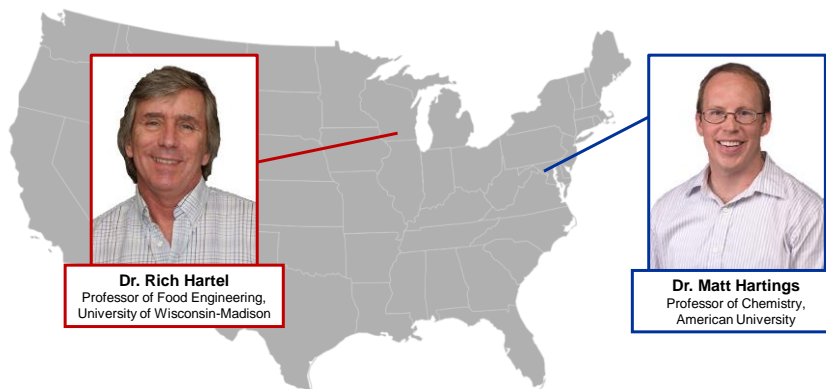 Dr. Rich Hartel
Professor of Food Engineering,
University of Wisconsin-Madison
Dr. Matt Hartings
Professor of Chemistry,
American University